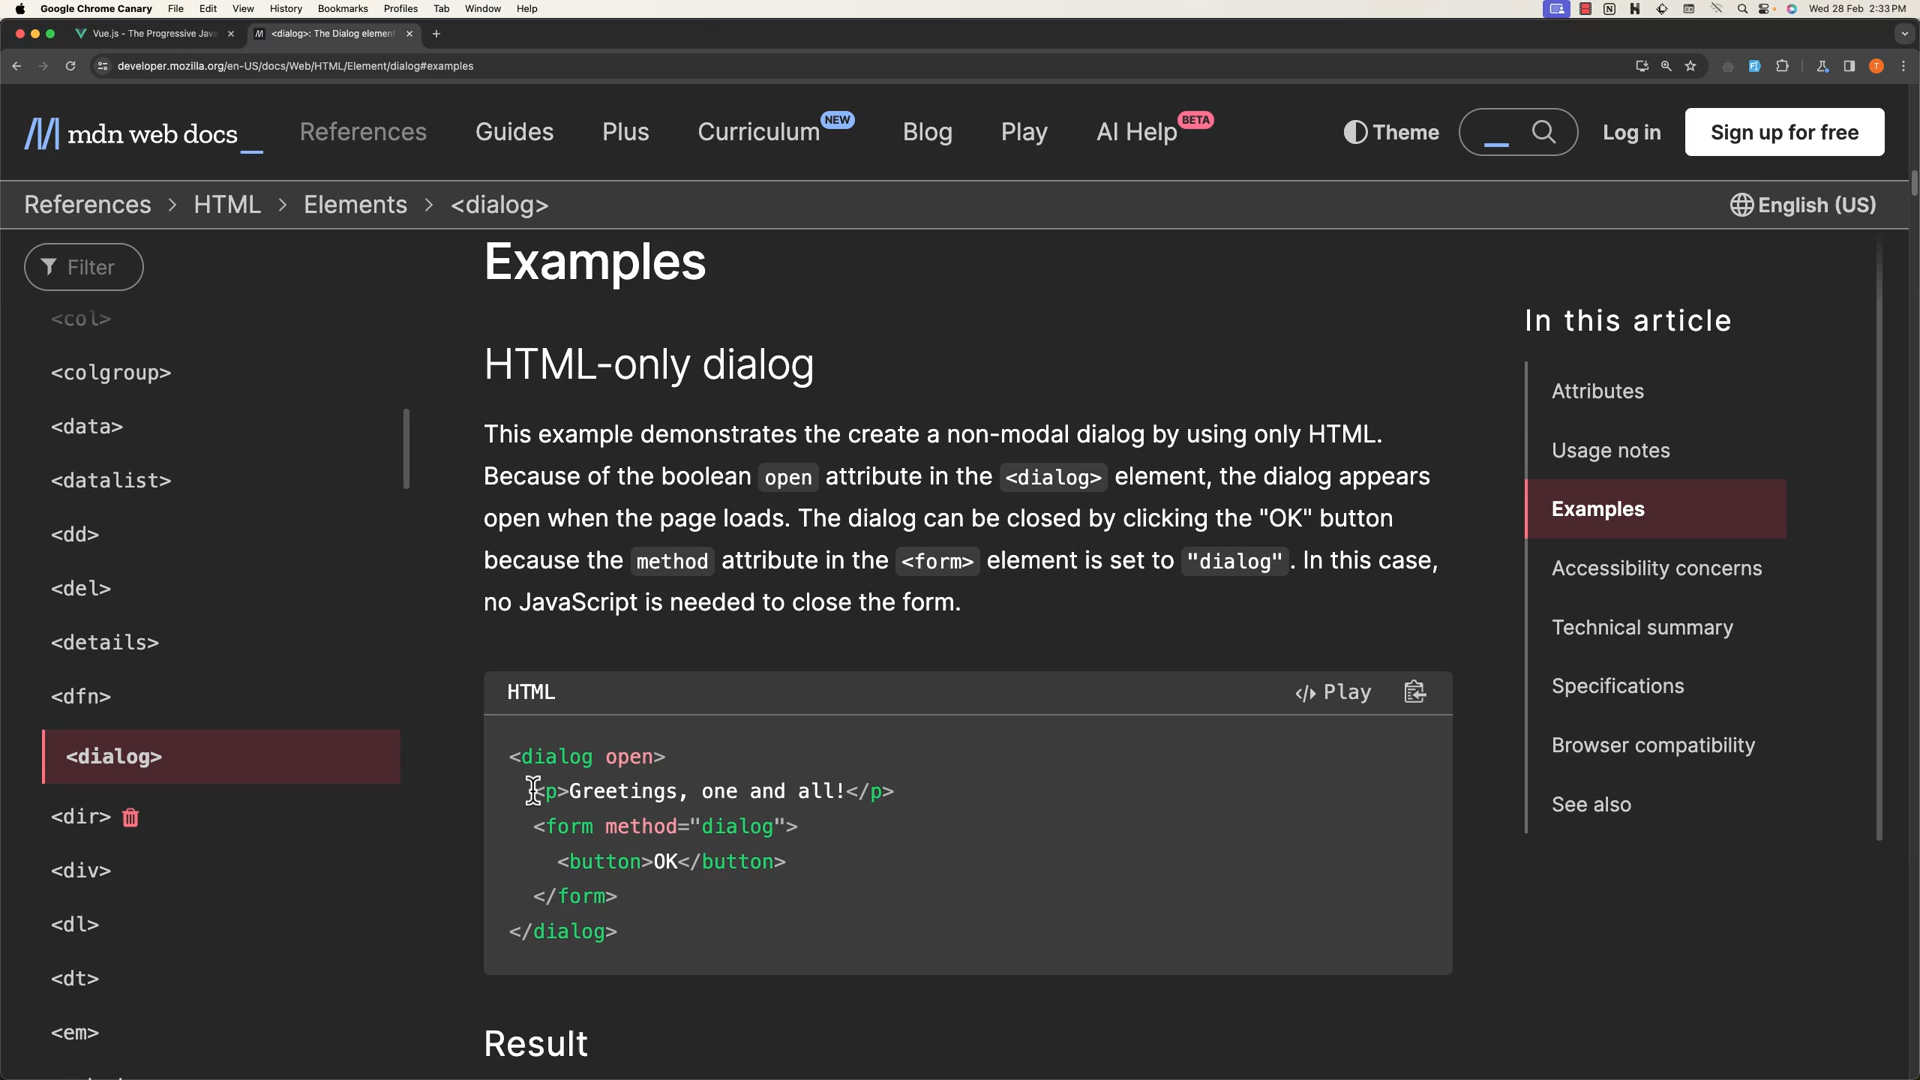 Google Chrome Canary File Edit View History Bookmarks Profiles Tab Window Help Wed 28 Feb 2:33 PM
Vue.js - The Progressive Java <dialog>: The Dialog element
developer.mozilla.org/en-US/docs/Web/HTML/Element/dialog#examples
mdn web docs References Guides Plus Curriculum NEW Blog Play AI Help BETA Theme Log in Sign up for free
References > HTML > Elements > <dialog> English (US)
Filter
<col>
<colgroup>
<data>
<datalist>
<dd>
<del>
<details>
<dfn>
<dialog>
<dir>
<div>
<dl>
<dt>
<em>
Examples
HTML-only dialog
This example demonstrates the create a non-modal dialog by using only HTML.
Because of the boolean open attribute in the <dialog> element, the dialog appears
open when the page loads. The dialog can be closed by clicking the "OK" button
because the method attribute in the <form> element is set to "dialog". In this case,
no JavaScript is needed to close the form.
HTML Play
<dialog open>
<p>Greetings, one and all!</p>
<form method="dialog">
<button>OK</button>
</form>
</dialog>
Result
In this article
Attributes
Usage notes
Examples
Accessibility concerns
Technical summary
Specifications
Browser compatibility
See also